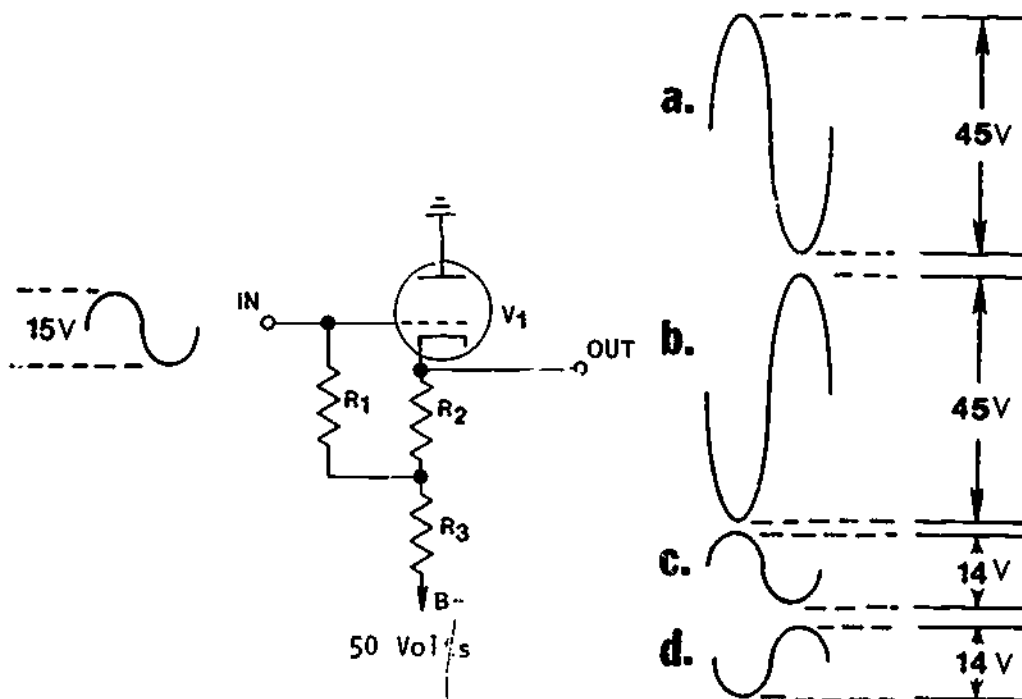 a.
45V
15V
IN
V1
OUT
b.
45V
R1
R2
R3
c.
14V
B-
50 Volts
d.
14V